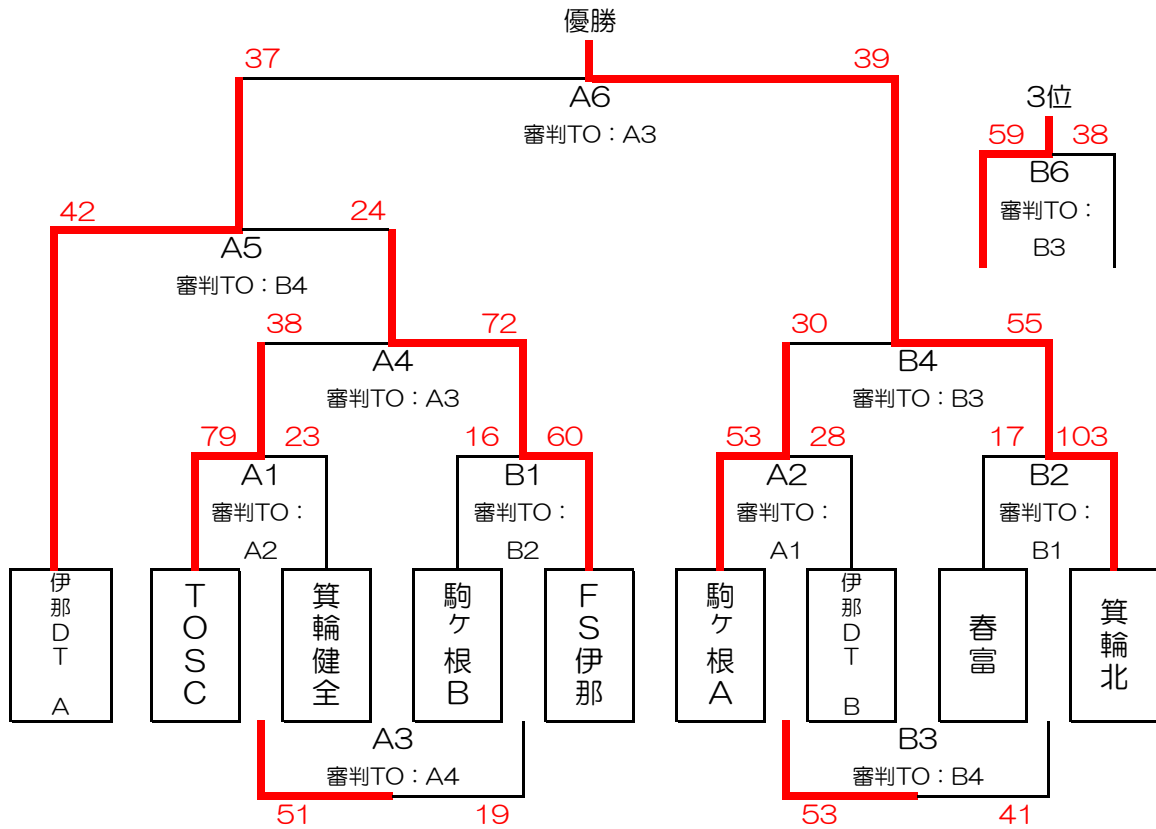 優勝
37
39
A6
審判TO：A3
3位
59
38
B6
審判TO：
B3
42
24
A5
審判TO：B4
38
72
A4
審判TO：A3
30
55
B4
審判TO：B3
79
23
A1
審判TO：
A2
16
60
B1
審判TO：
B2
53
28
A2
審判TO：
A1
17
103
B2
審判TO：
B1
伊那DT A
TOSC
箕輪健全
駒ケ根B
FS伊那
駒ケ根A
伊那DT B
春富
箕輪北
A3
審判TO：A4
51
19
B3
審判TO：B4
53
41